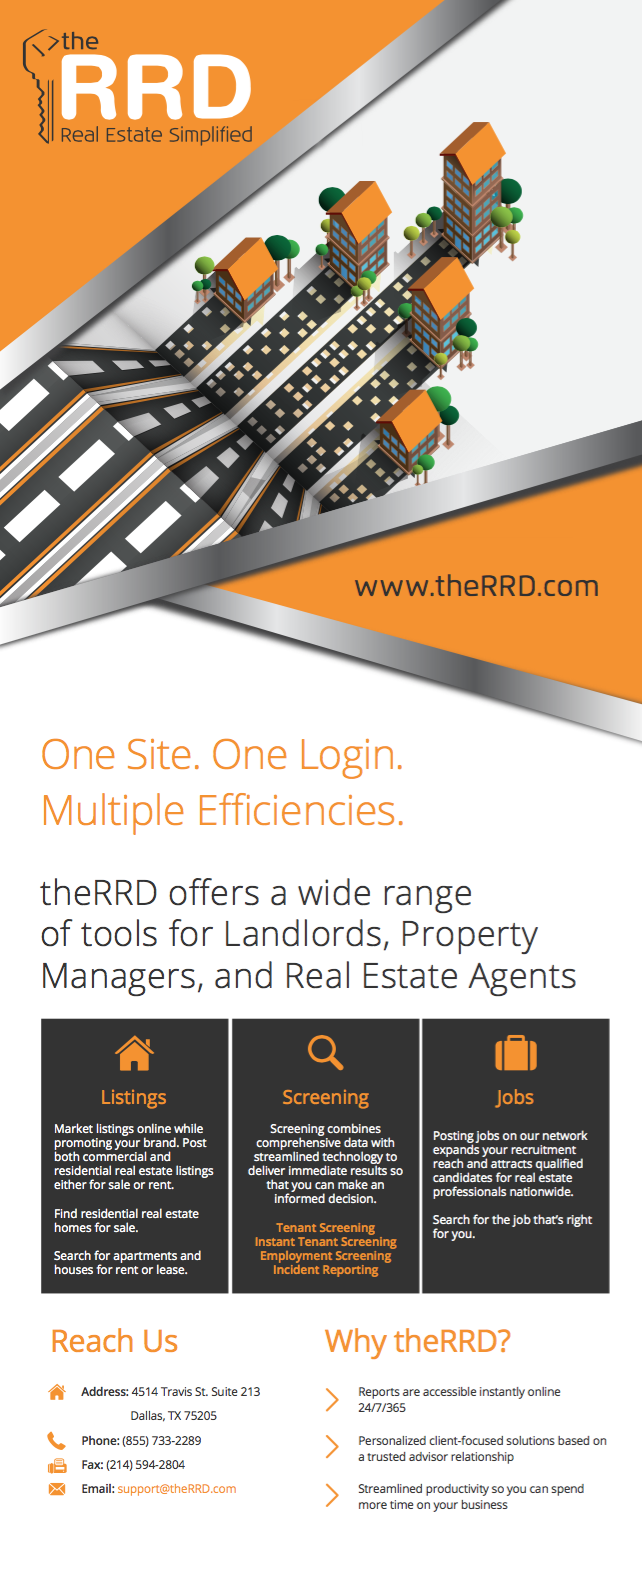 the
RRD
Real Estate Simplified
www.theRRD.com
One Site. One Login.
Multiple Efficiencies.
theRRD offers a wide range
of tools for Landlords, Property
Managers, and Real Estate Agents
Listings
Market listings online while
promoting your brand. Post
both commercial and
residential real estate listings
either for sale or rent.
Find residential real estate
homes for sale.
Search for apartments and
houses for rent or lease.
Screening
Screening combines
comprehensive data with
streamlined technology to
deliver immediate results so
that you can make an
informed decision.
Tenant Screening
Instant Tenant Screening
Employment Screening
Incident Reporting
Jobs
Posting jobs on our network
expands your recruitment
reach and attracts qualified
candidates for real estate
professionals nationwide.
Search for the job that's right
for you.
Reach Us
Address: 4514 Travis St. Suite 213
Dallas, TX 75205
Phone: (855) 733-2289
Fax: (214) 594-2804
Email: support@theRRD.com
Why theRRD?
Reports are accessible instantly online
24/7/365
Personalized client-focused solutions based on
a trusted advisor relationship
Streamlined productivity so you can spend
more time on your business